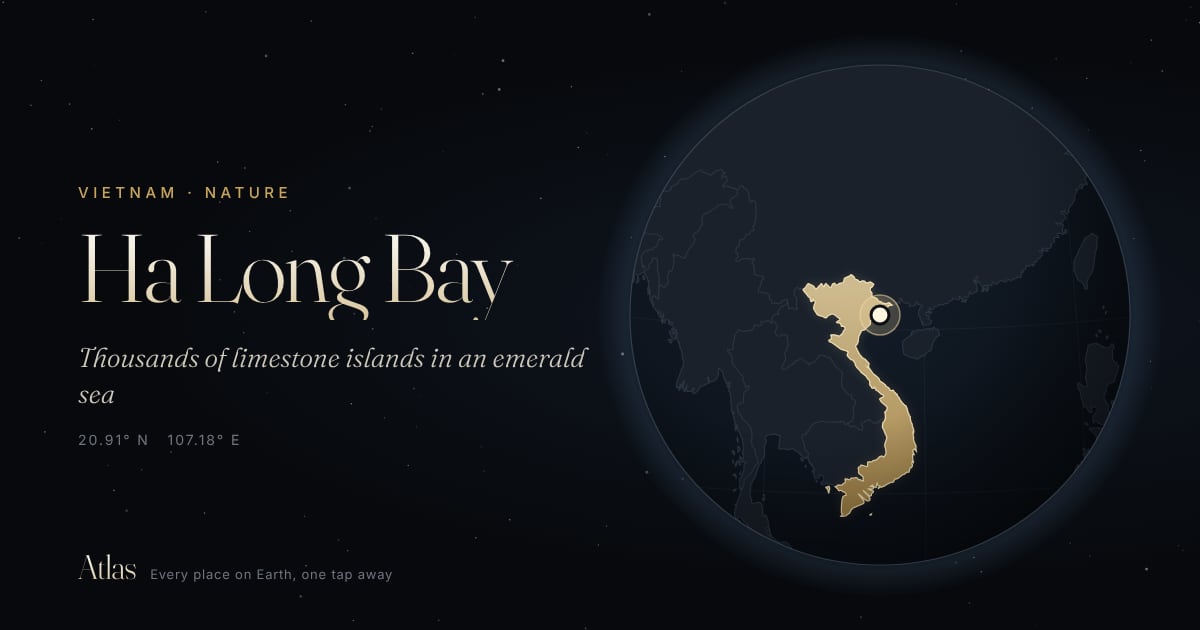 VIETNAM · NATURE
Ha Long Bay
Thousands of limestone islands in an emerald
sea
20.91° N 107.18° E
Atlas Every place on Earth, one tap away